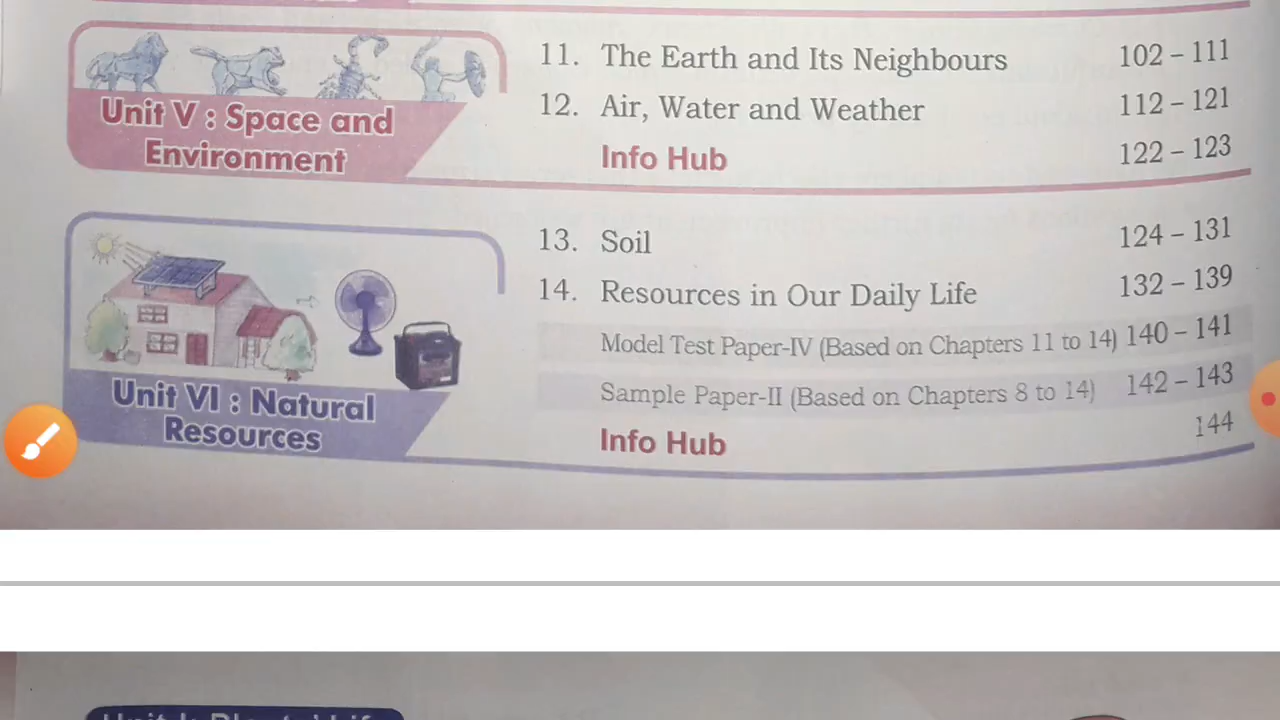 Unit V : Space and
Environment
11. The Earth and Its Neighbours 102 – 111
12. Air, Water and Weather 112 – 121
Info Hub 122 – 123
Unit VI : Natural
Resources
13. Soil 124 – 131
14. Resources in Our Daily Life 132 – 139
Model Test Paper-IV (Based on Chapters 11 to 14) 140 – 141
Sample Paper-II (Based on Chapters 8 to 14) 142 – 143
Info Hub 144